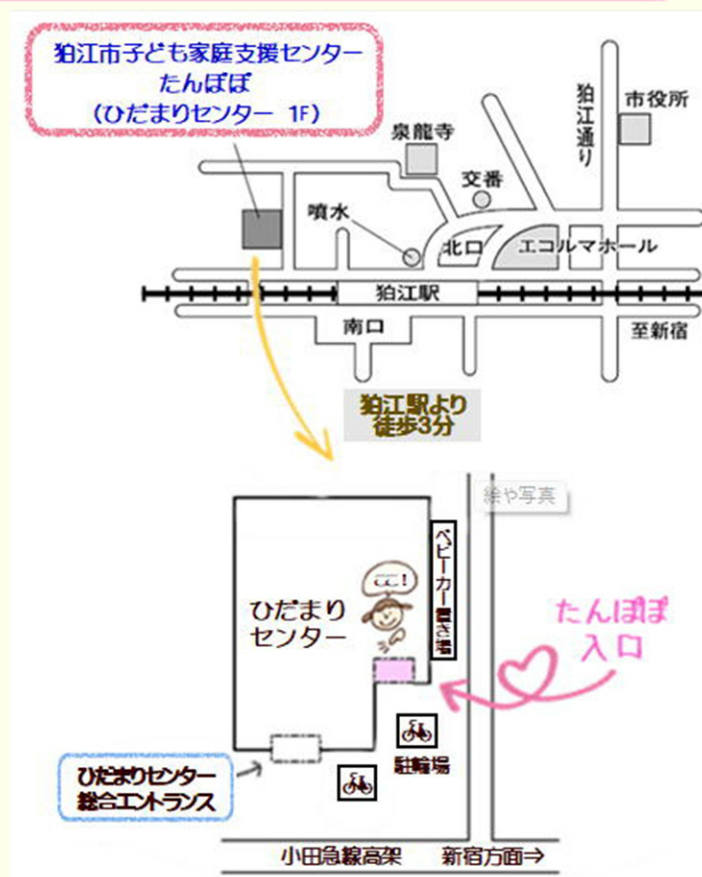 狛江市子ども家庭支援センター
たんぽぽ
（ひだまりセンター 1F）
泉龍寺
狛江通り
市役所
交番
噴水
北口
エコルマホール
狛江駅
南口
至新宿
狛江駅より
徒歩3分
絵や写真
ベビーカー置き場
ここ！
ひだまり
センター
たんぽぽ
入口
駐輪場
ひだまりセンター
総合エントランス
小田急線高架
新宿方面→